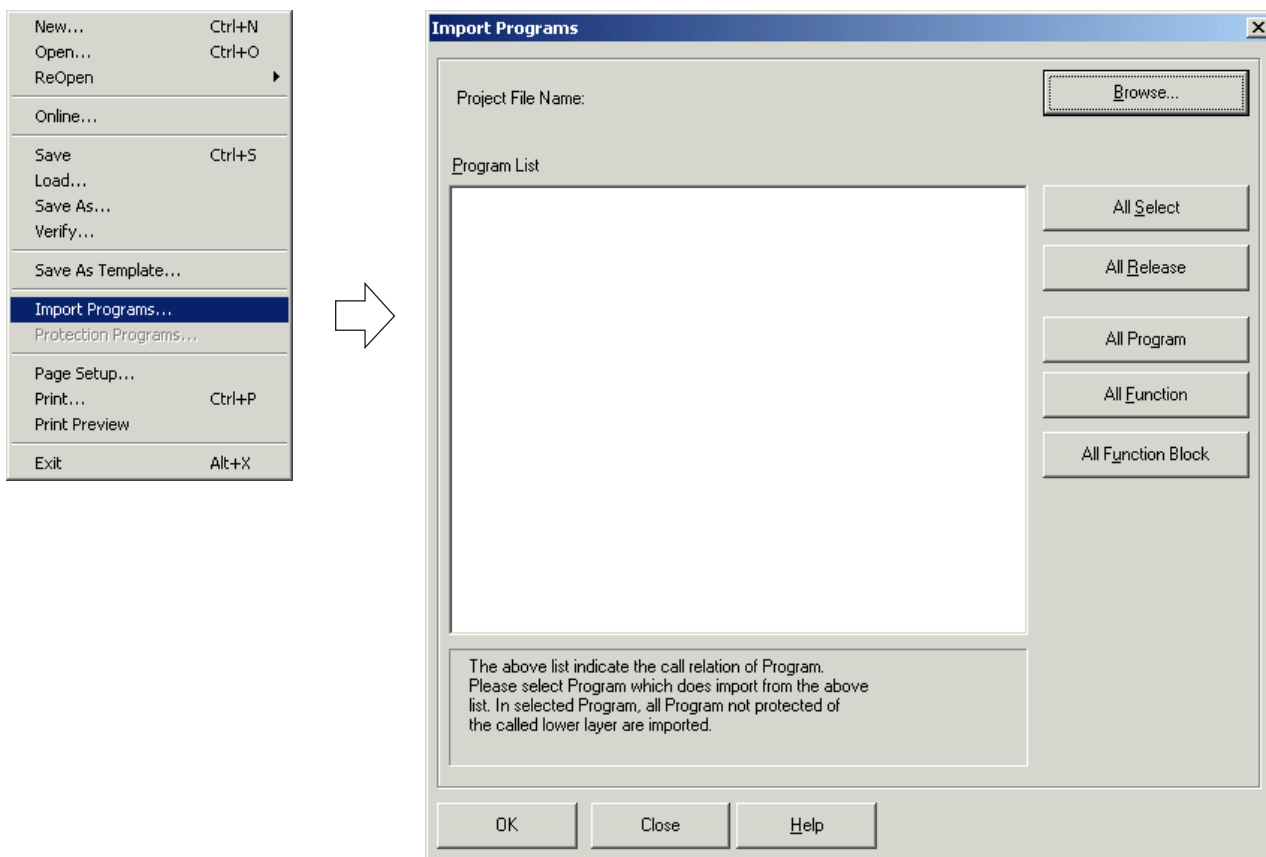 New... Ctrl+N
Open... Ctrl+O
ReOpen
Online...
Save Ctrl+S
Load...
Save As...
Verify...
Save As Template...
Import Programs...
Protection Programs...
Page Setup...
Print... Ctrl+P
Print Preview
Exit Alt+X
Import Programs
Project File Name:
Browse...
Program List
All Select
All Release
All Program
All Function
All Function Block
The above list indicate the call relation of Program.
Please select Program which does import from the above
list. In selected Program, all Program not protected of
the called lower layer are imported.
OK Close Help